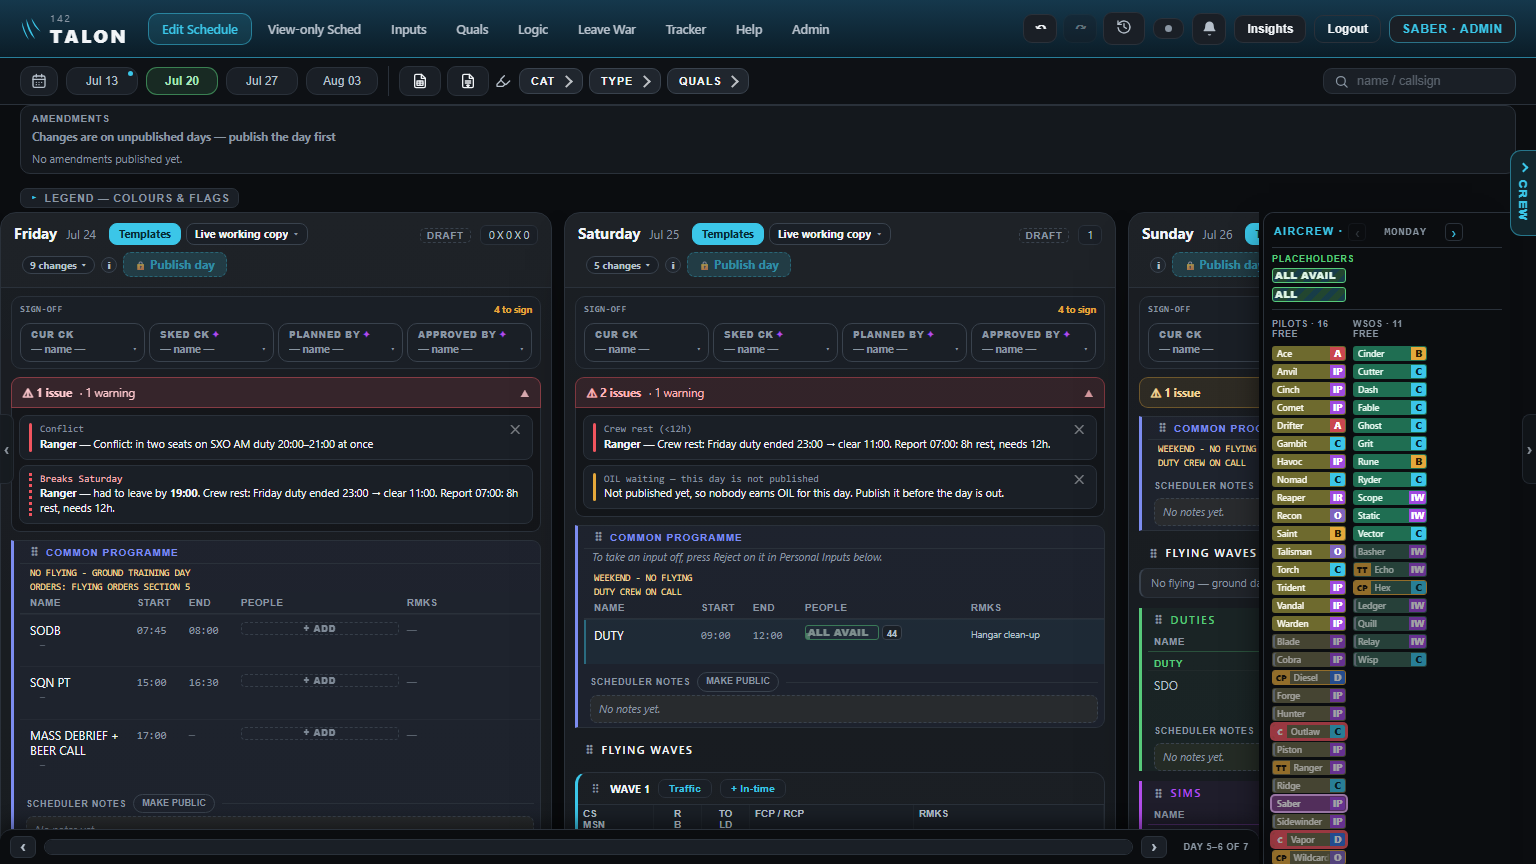 142
TALON
Edit Schedule
View-only Sched
Inputs
Quals
Logic
Leave War
Tracker
Help
Admin
Insights
Logout
SABER · ADMIN
Jul 13
Jul 20
Jul 27
Aug 03
CAT
TYPE
QUALS
name / callsign
AMENDMENTS
Changes are on unpublished days — publish the day first
No amendments published yet.
LEGEND — COLOURS & FLAGS
CREW
Friday Jul 24 Templates Live working copy DRAFT 0X0X0
9 changes i Publish day
SIGN-OFF 4 to sign
CUR CK SKED CK PLANNED BY APPROVED BY
— name — — name — — name — — name —
1 issue · 1 warning
Conflict
Ranger — Conflict: in two seats on SXO AM duty 20:00–21:00 at once
Breaks Saturday
Ranger — had to leave by 19:00. Crew rest: Friday duty ended 23:00 → clear 11:00. Report 07:00: 8h
rest, needs 12h.
COMMON PROGRAMME
NO FLYING - GROUND TRAINING DAY
ORDERS: FLYING ORDERS SECTION 5
NAME START END PEOPLE RMKS
SODB 07:45 08:00 + ADD —
—
SQN PT 15:00 16:30 + ADD —
—
MASS DEBRIEF + 17:00 — + ADD —
BEER CALL
—
SCHEDULER NOTES MAKE PUBLIC
No notes yet.
Saturday Jul 25 Templates Live working copy DRAFT 1
5 changes i Publish day
SIGN-OFF 4 to sign
CUR CK SKED CK PLANNED BY APPROVED BY
— name — — name — — name — — name —
2 issues · 1 warning
Crew rest (<12h)
Ranger — Crew rest: Friday duty ended 23:00 → clear 11:00. Report 07:00: 8h rest, needs 12h.
OIL waiting — this day is not published
Not published yet, so nobody earns OIL for this day. Publish it before the day is out.
COMMON PROGRAMME
To take an input off, press Reject on it in Personal Inputs below.
WEEKEND - NO FLYING
DUTY CREW ON CALL
NAME START END PEOPLE RMKS
DUTY 09:00 12:00 ALL AVAIL 44 Hangar clean-up
SCHEDULER NOTES MAKE PUBLIC
No notes yet.
FLYING WAVES
WAVE 1 Traffic + In-time
CS R TO FCP / RCP RMKS
MSN B LD
Sunday Jul 26 T
i Publish day
SIGN-OFF
CUR CK
— name —
1 issue
COMMON PROG
WEEKEND - NO FLYING
DUTY CREW ON CALL
SCHEDULER NOTES
No notes yet.
FLYING WAVES
No flying — ground da
DUTIES
NAME
DUTY
SDO
SCHEDULER NOTES
No notes yet.
SIMS
NAME
AIRCREW · MONDAY
PLACEHOLDERS
ALL AVAIL
ALL
PILOTS · 16 FREE
WSOS · 11 FREE
Ace A Cinder B
Anvil IP Cutter C
Cinch IP Dash C
Comet IP Fable C
Drifter A Ghost C
Gambit C Grit C
Havoc IP Rune B
Nomad C Ryder C
Reaper IR Scope IW
Recon O Static IW
Saint B Vector C
Talisman O Basher IW
Torch C TT Echo IW
Trident IP CP Hex C
Vandal IP Ledger IW
Warden IP Quill IW
Blade IP Relay IW
Cobra IP Wisp C
CP Diesel D
Forge IP
Hunter IP
C Outlaw C
Piston IP
TT Ranger IP
Ridge C
Saber IP
Sidewinder IP
C Vapor D
CP Wildcard O
DAY 5–6 OF 7